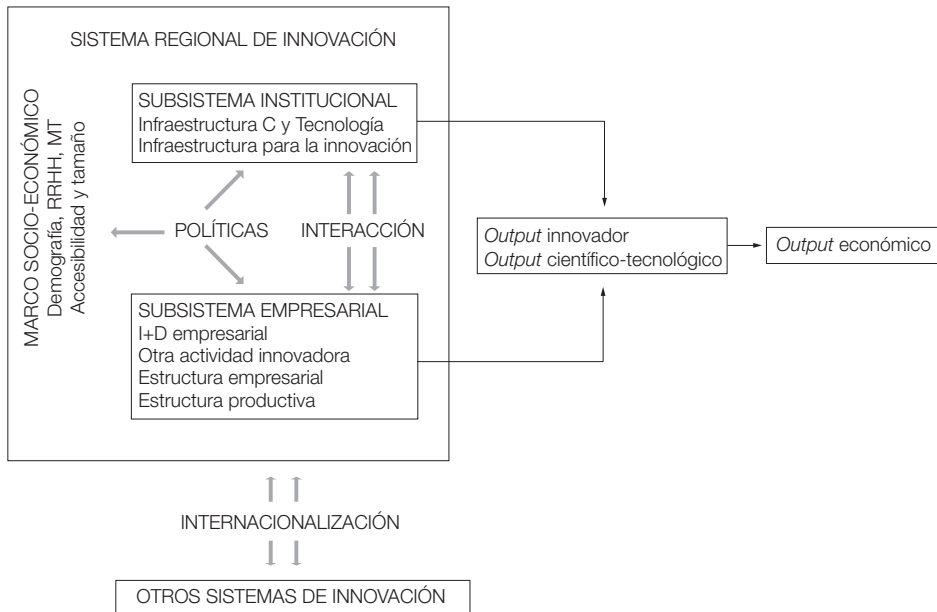 SISTEMA REGIONAL DE INNOVACIÓN
MARCO SOCIO-ECONÓMICO
Demografía, RRHH, MT
Accesibilidad y tamaño
SUBSISTEMA INSTITUCIONAL
Infraestructura C y Tecnología
Infraestructura para la innovación
POLÍTICAS
INTERACCIÓN
SUBSISTEMA EMPRESARIAL
I+D empresarial
Otra actividad innovadora
Estructura empresarial
Estructura productiva
Output innovador
Output científico-tecnológico
Output económico
INTERNACIONALIZACIÓN
OTROS SISTEMAS DE INNOVACIÓN